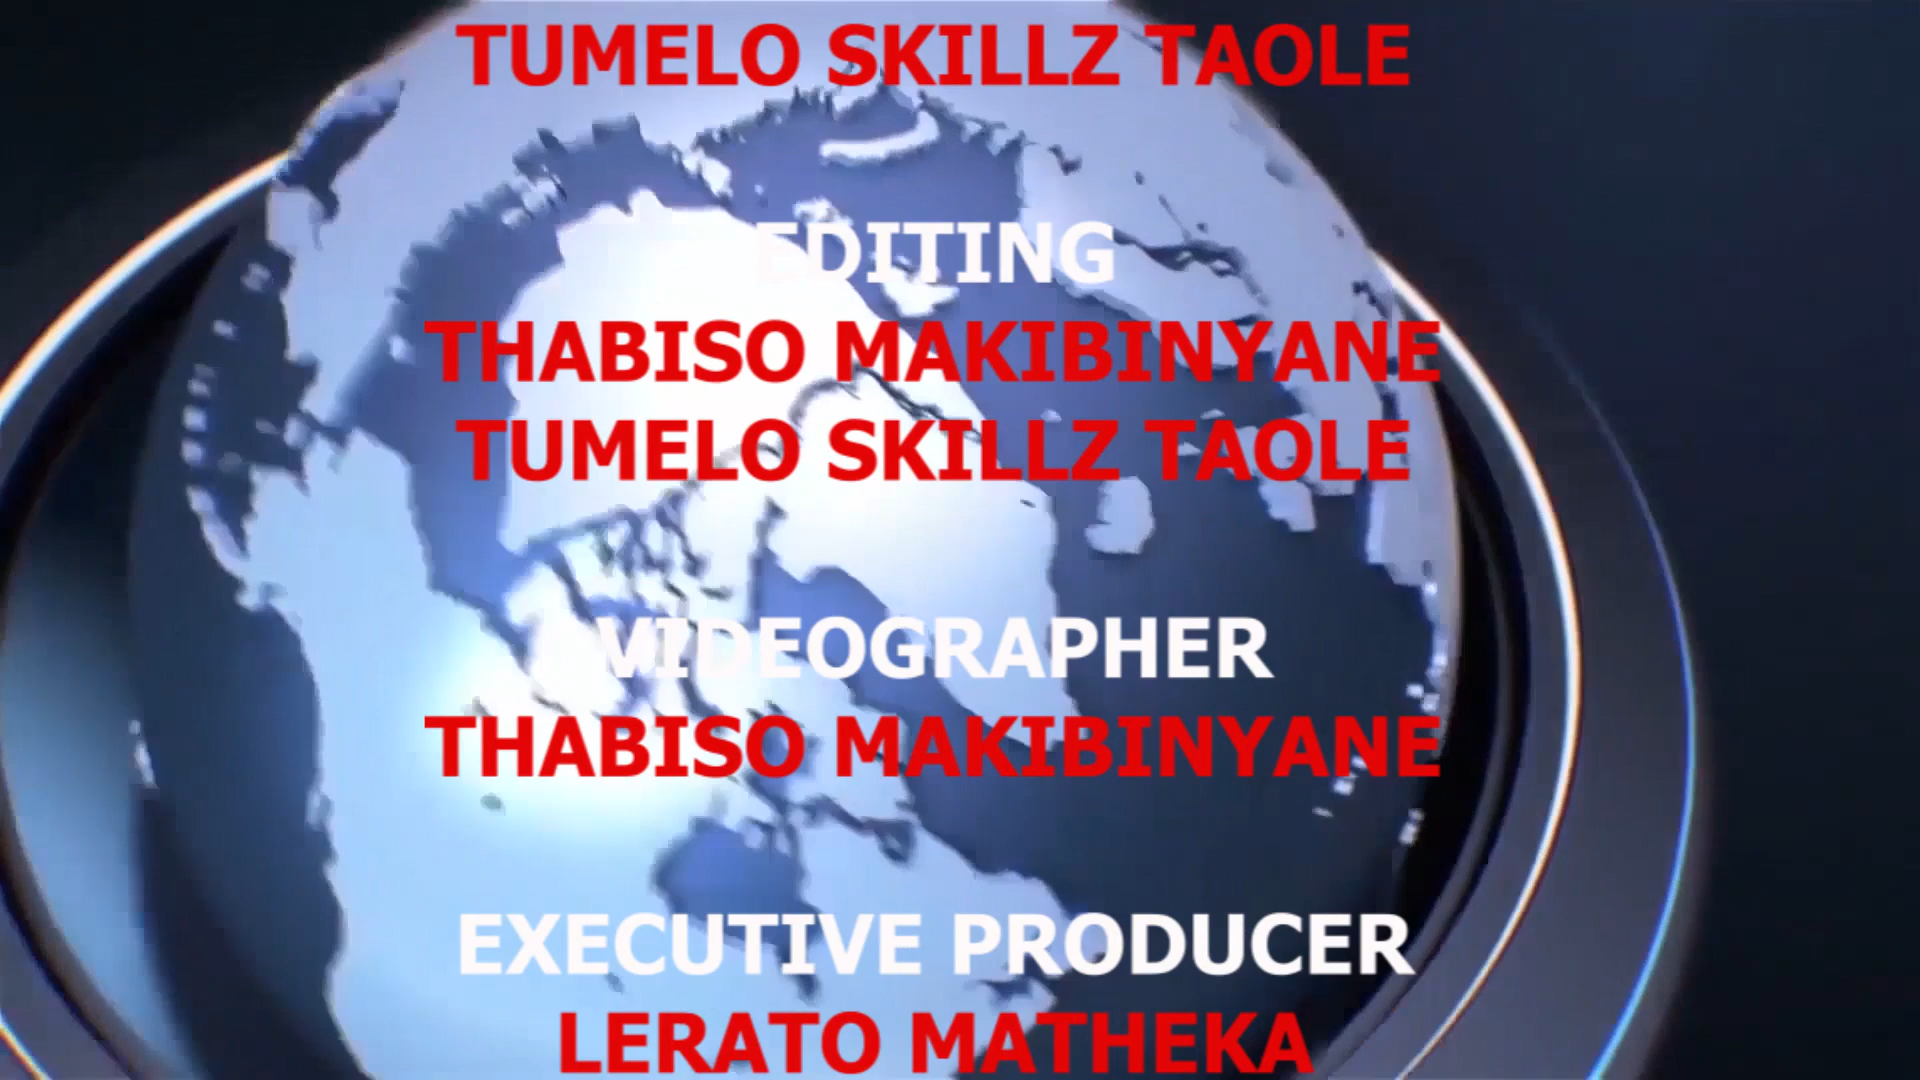 TUMELO SKILLZ TAOLE
EDITING
THABISO MAKIBINYANE
TUMELO SKILLZ TAOLE
VIDEOGRAPHER
THABISO MAKIBINYANE
EXECUTIVE PRODUCER
LERATO MATHEKA